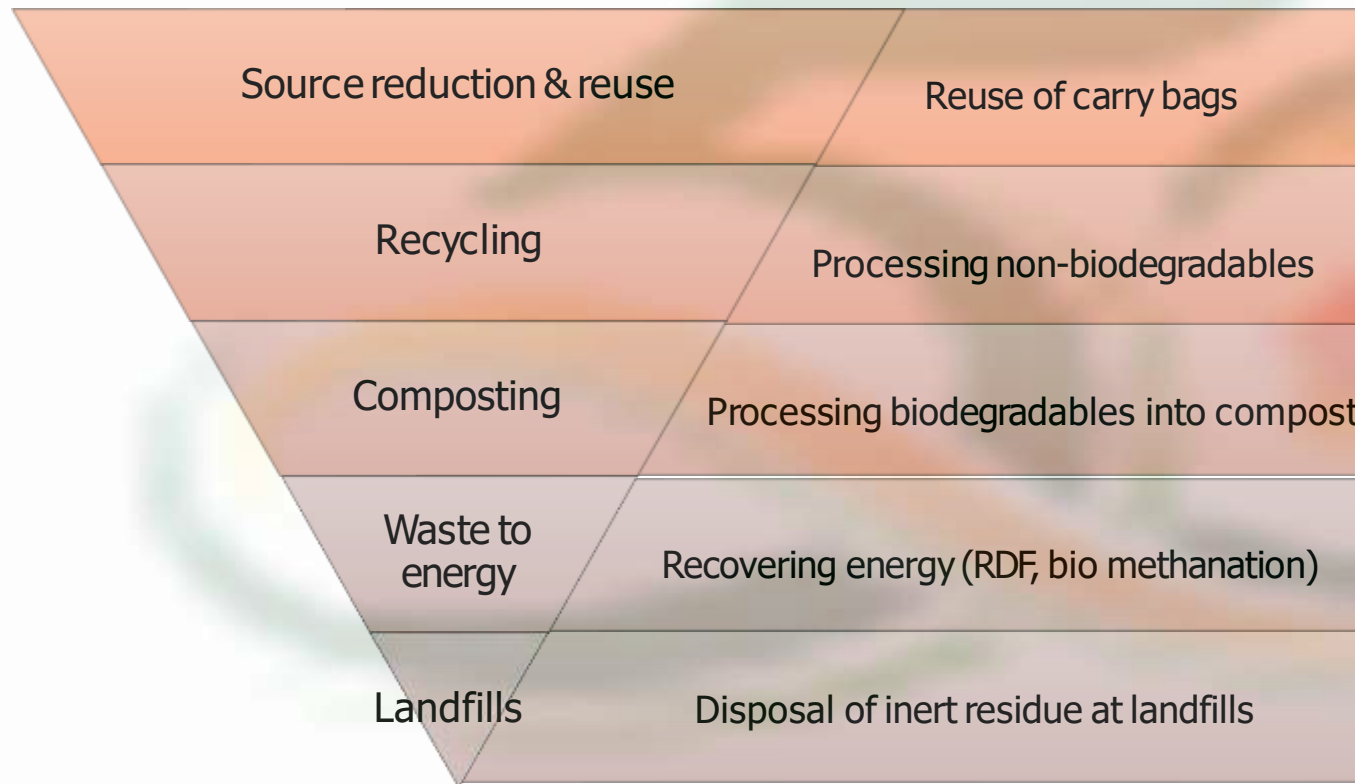 Source reduction & reuse
Reuse of carry bags
Recycling
Processing non-biodegradables
Composting
Processing biodegradables into compost
Waste to
energy
Recovering energy (RDF, bio methanation)
Landfills
Disposal of inert residue at landfills